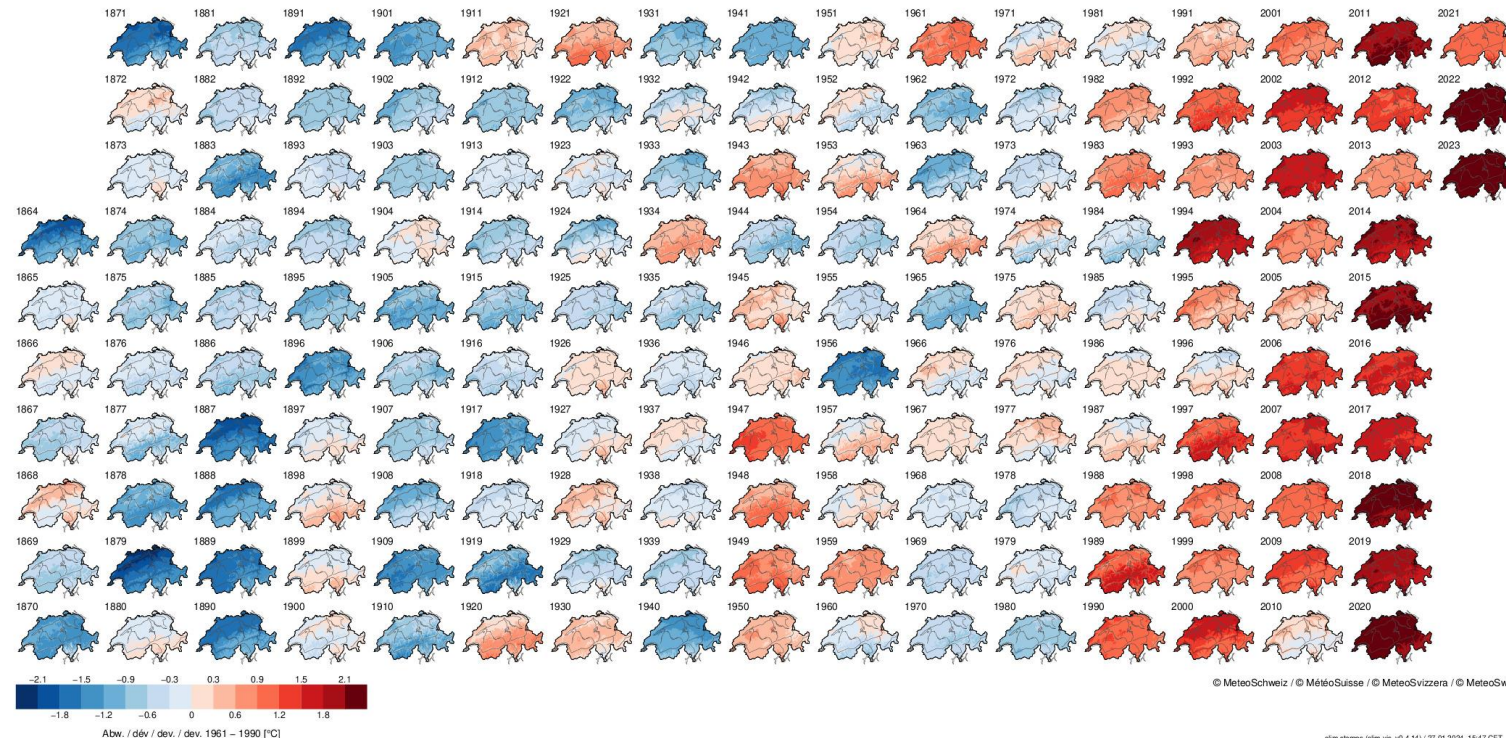 1871 1881 1891 1901 1911 1921 1931 1941 1951 1961 1971 1981 1991 2001 2011 2021
1872 1882 1892 1902 1912 1922 1932 1942 1952 1962 1972 1982 1992 2002 2012 2022
1873 1883 1893 1903 1913 1923 1933 1943 1953 1963 1973 1983 1993 2003 2013 2023
1864 1874 1884 1894 1904 1914 1924 1934 1944 1954 1964 1974 1984 1994 2004 2014
1865 1875 1885 1895 1905 1915 1925 1935 1945 1955 1965 1975 1985 1995 2005 2015
1866 1876 1886 1896 1906 1916 1926 1936 1946 1956 1966 1976 1986 1996 2006 2016
1867 1877 1887 1897 1907 1917 1927 1937 1947 1957 1967 1977 1987 1997 2007 2017
1868 1878 1888 1898 1908 1918 1928 1938 1948 1958 1968 1978 1988 1998 2008 2018
1869 1879 1889 1899 1909 1919 1929 1939 1949 1959 1969 1979 1989 1999 2009 2019
1870 1880 1890 1900 1910 1920 1930 1940 1950 1960 1970 1980 1990 2000 2010 2020
−2.1 −1.5 −0.9 −0.3 0.3 0.9 1.5 2.1
© MeteoSchweiz / © MétéoSuisse / © MeteoSvizzera / © MeteoSw
−1.8 −1.2 −0.6 0 0.6 1.2 1.8
Abw. / dév / dev. / dev. 1961 − 1990 [°C]